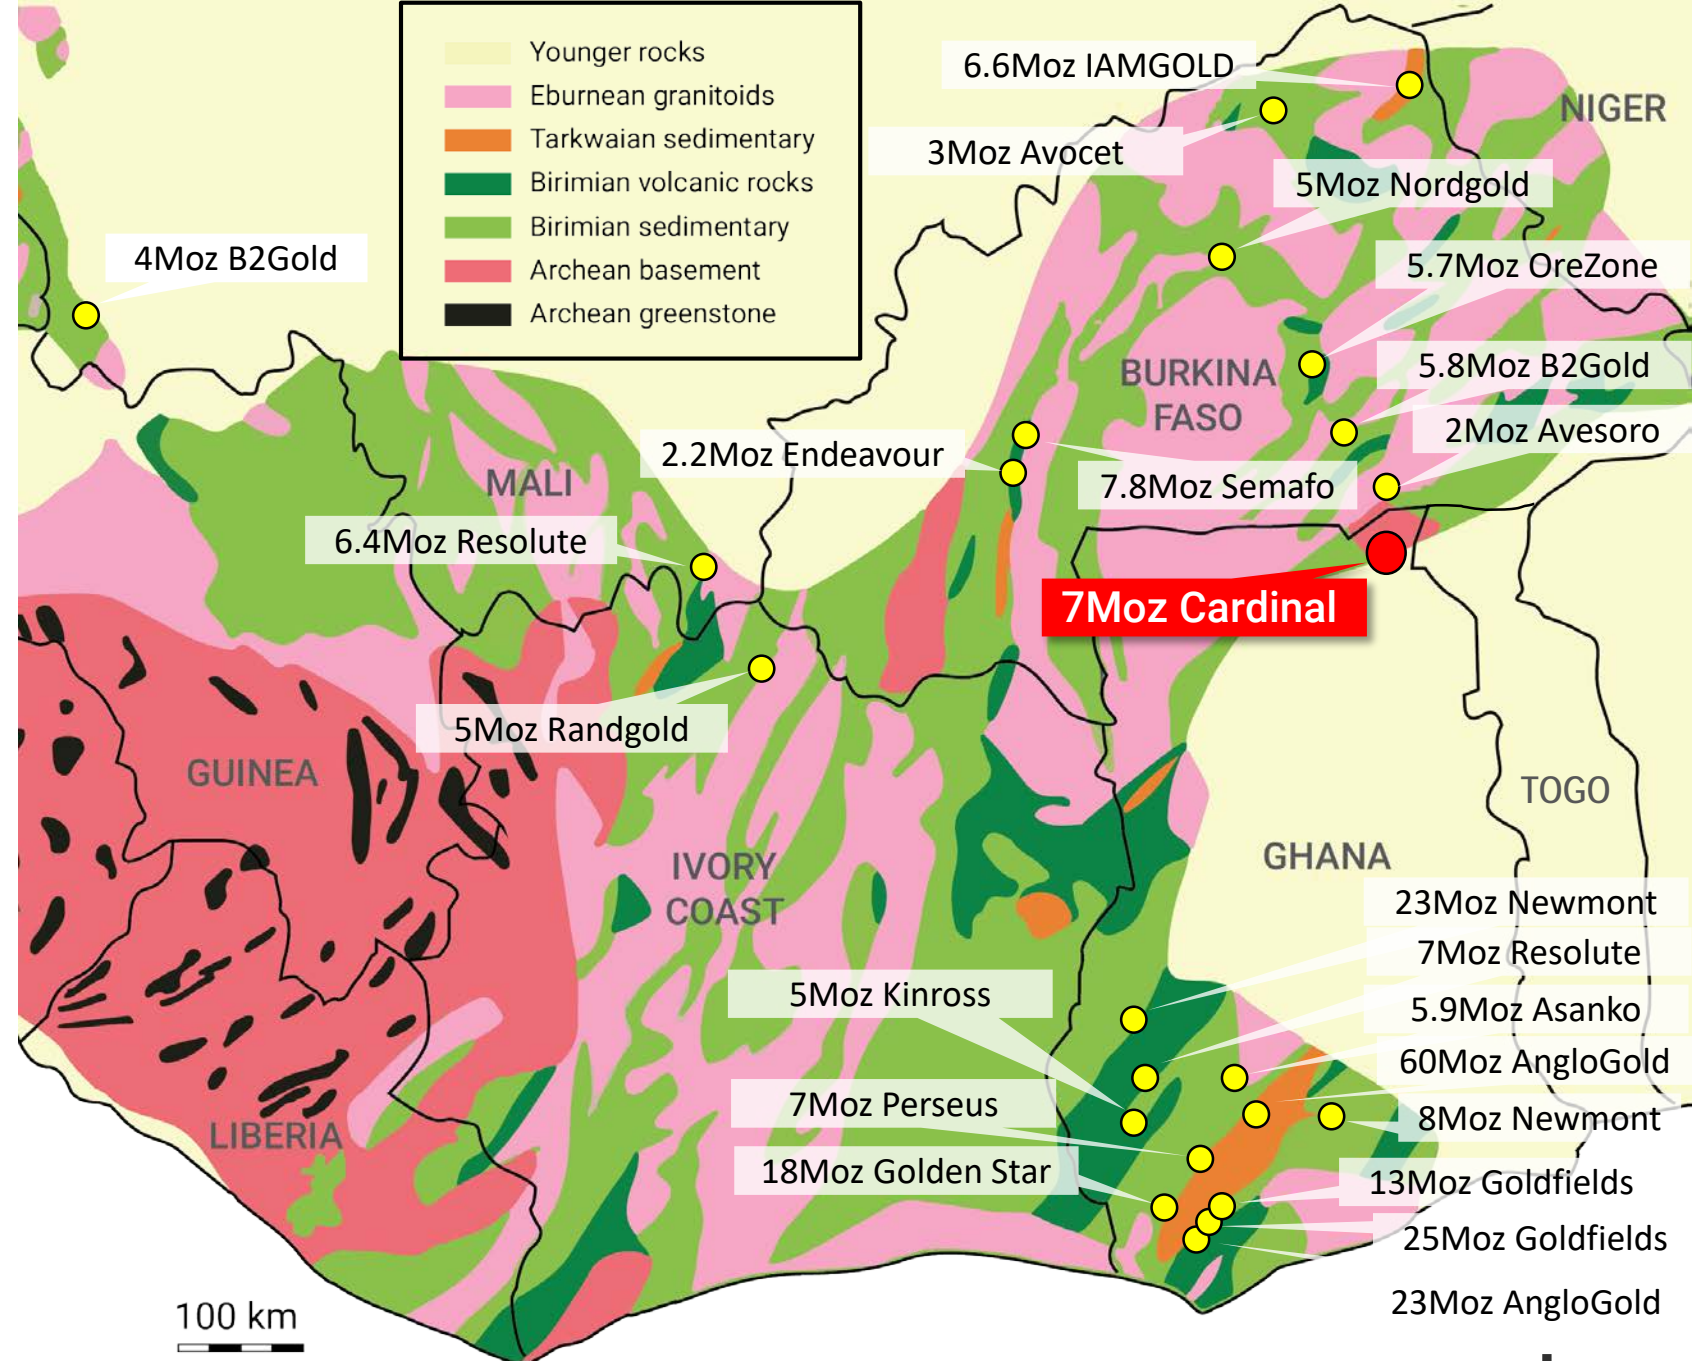 Younger rocks
Eburnean granitoids
Tarkwaian sedimentary
Birimian volcanic rocks
Birimian sedimentary
Archean basement
Archean greenstone
6.6Moz IAMGOLD
NIGER
3Moz Avocet
5Moz Nordgold
4Moz B2Gold
5.7Moz OreZone
BURKINA
FASO
5.8Moz B2Gold
2Moz Avesoro
2.2Moz Endeavour
MALI
7.8Moz Semafo
6.4Moz Resolute
7Moz Cardinal
5Moz Randgold
GUINEA
TOGO
IVORY
COAST
GHANA
23Moz Newmont
7Moz Resolute
5Moz Kinross
5.9Moz Asanko
60Moz AngloGold
7Moz Perseus
8Moz Newmont
LIBERIA
18Moz Golden Star
13Moz Goldfields
25Moz Goldfields
23Moz AngloGold
100 km